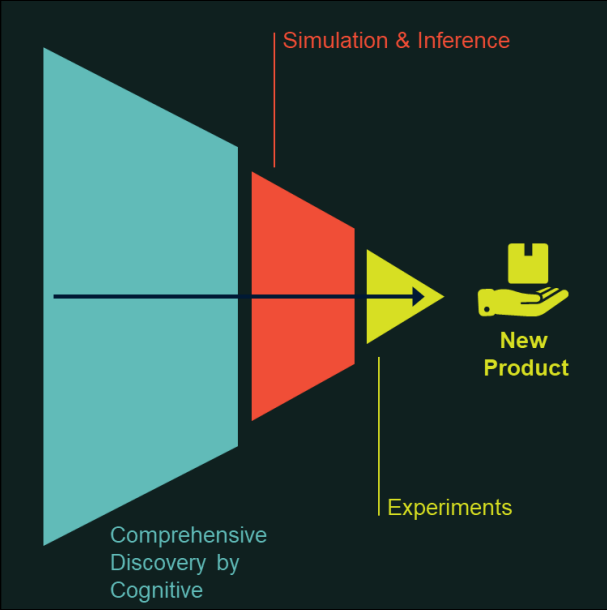 Simulation & Inference
New
Product
Experiments
Comprehensive
Discovery by
Cognitive